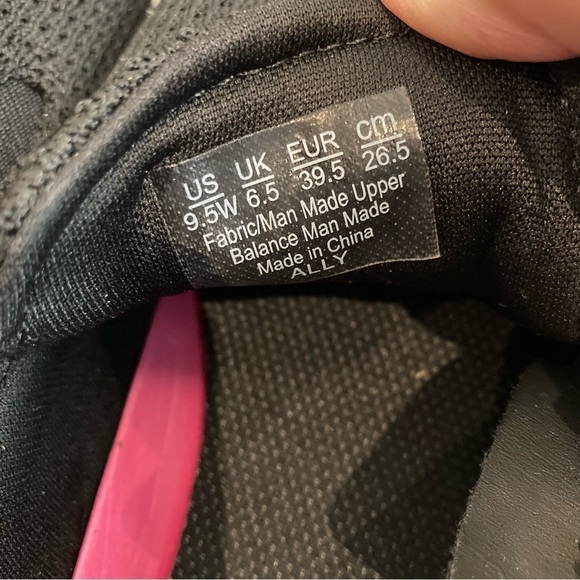 US UK EUR cm
9.5W 6.5 39.5 26.5
Fabric/Man Made Upper
Balance Man Made
Made in China
ALLY